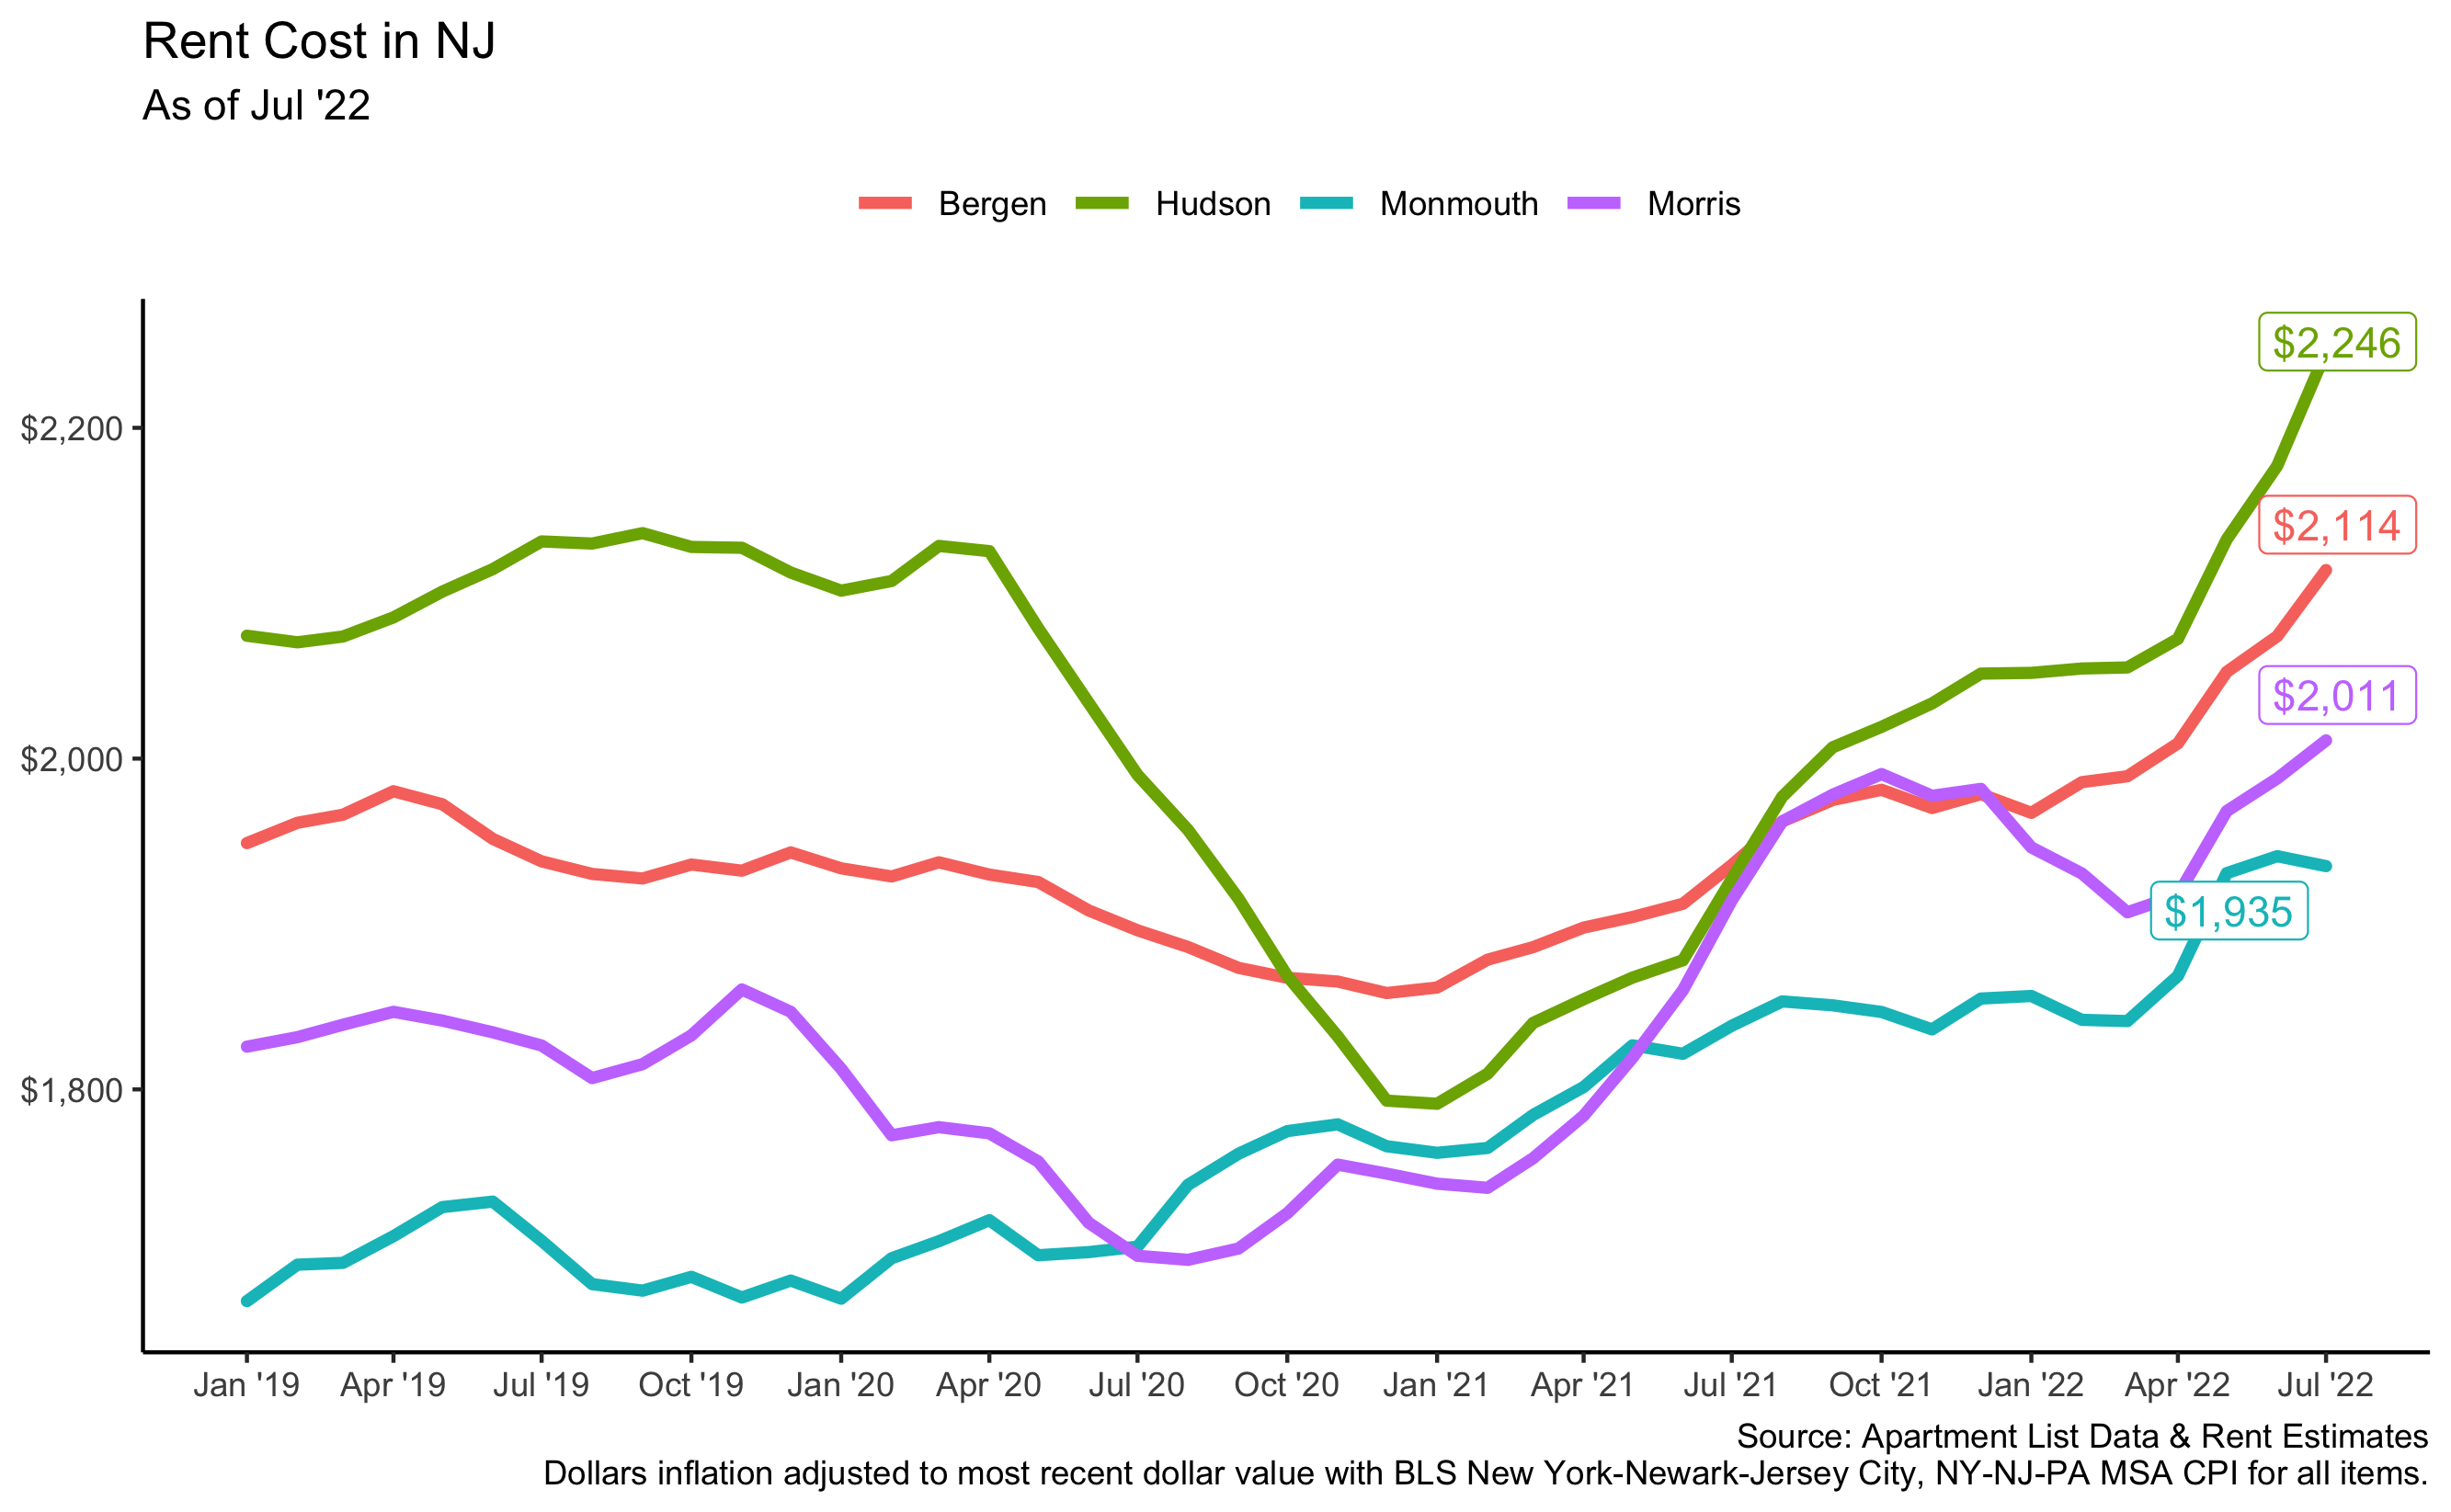 Rent Cost in NJ
As of Jul '22
Bergen Hudson Monmouth Morris
$2,246
$2,200
$2,114
$2,011
$2,000
$1,935
$1,800
Jan '19 Apr '19 Jul '19 Oct '19 Jan '20 Apr '20 Jul '20 Oct '20 Jan '21 Apr '21 Jul '21 Oct '21 Jan '22 Apr '22 Jul '22
Source: Apartment List Data & Rent Estimates
Dollars inflation adjusted to most recent dollar value with BLS New York-Newark-Jersey City, NY-NJ-PA MSA CPI for all items.